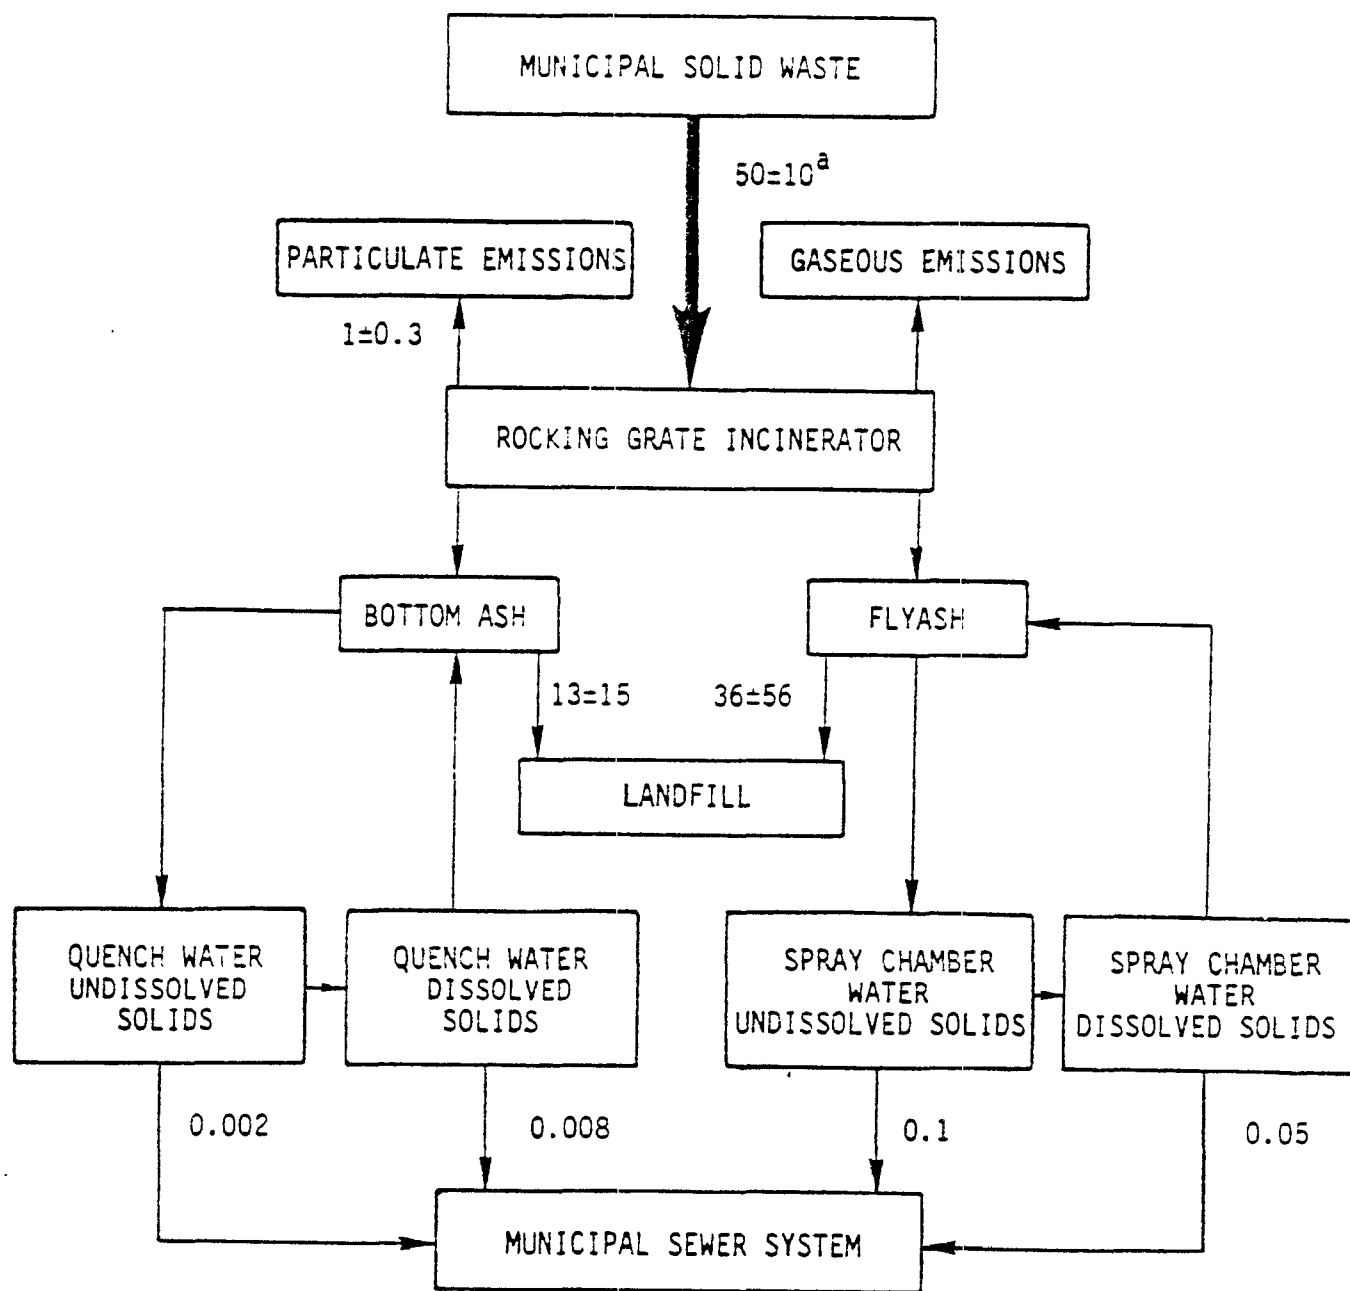 MUNICIPAL SOLID WASTE
50±10ª
PARTICULATE EMISSIONS
GASEOUS EMISSIONS
1±0.3
ROCKING GRATE INCINERATOR
BOTTOM ASH
FLYASH
13±15
36±56
LANDFILL
QUENCH WATER
UNDISSOLVED
SOLIDS
QUENCH WATER
DISSOLVED
SOLIDS
SPRAY CHAMBER
WATER
UNDISSOLVED SOLIDS
SPRAY CHAMBER
WATER
DISSOLVED SOLIDS
0.002
0.008
0.1
0.05
MUNICIPAL SEWER SYSTEM